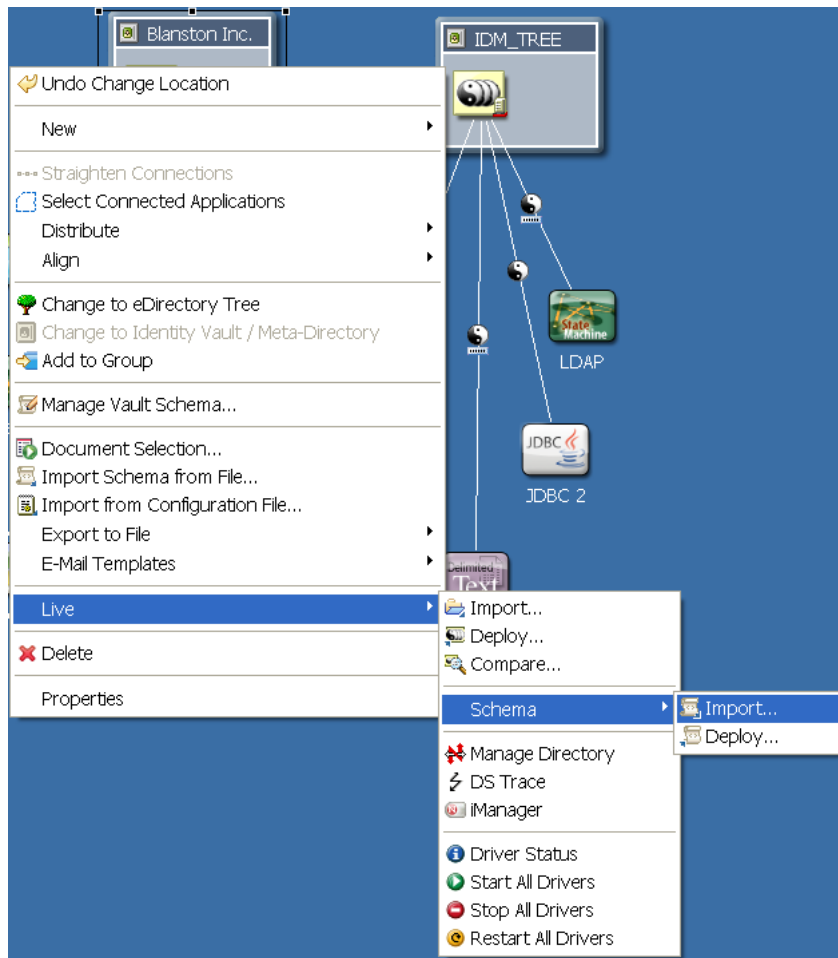 Blanston Inc.
IDM_TREE
Undo Change Location
New
Straighten Connections
Select Connected Applications
Distribute
Align
Change to eDirectory Tree
Change to Identity Vault / Meta-Directory
Add to Group
Manage Vault Schema...
Document Selection...
Import Schema from File...
Import from Configuration File...
Export to File
E-Mail Templates
Live
Delete
Properties
State
Machine
LDAP
JDBC
JDBC 2
Delimited
Text
Import...
Deploy...
Compare...
Schema
Manage Directory
DS Trace
iManager
Driver Status
Start All Drivers
Stop All Drivers
Restart All Drivers
Import...
Deploy...